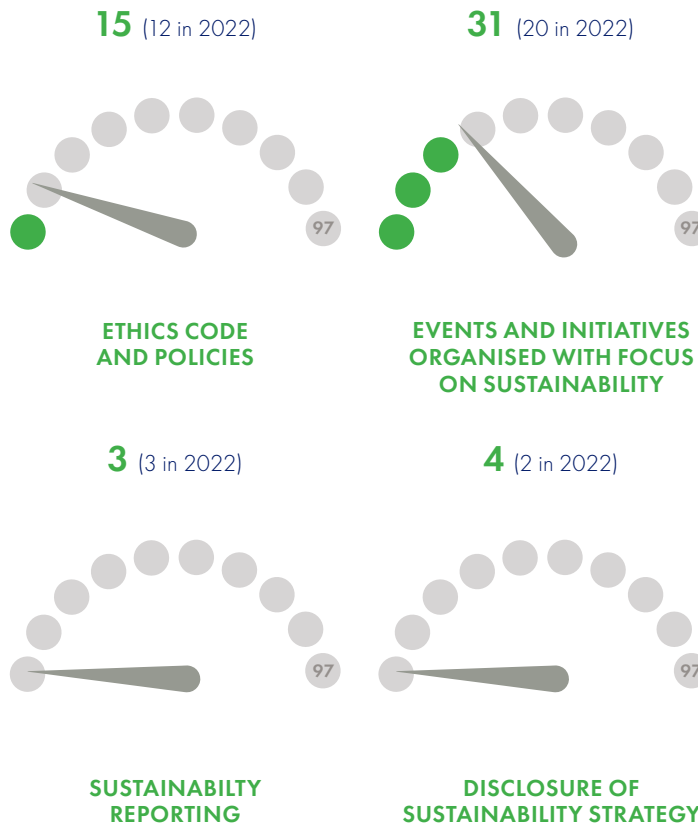 15 (12 in 2022)
31 (20 in 2022)
97
97
ETHICS CODE
AND POLICIES
EVENTS AND INITIATIVES
ORGANISED WITH FOCUS
ON SUSTAINABILITY
3 (3 in 2022)
4 (2 in 2022)
97
97
SUSTAINABILTY
REPORTING
DISCLOSURE OF
SUSTAINABILITY STRATEGY